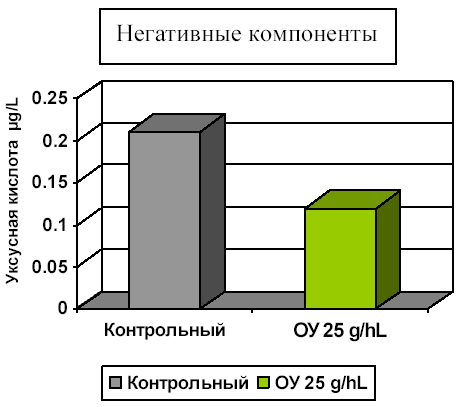 Негативные компоненты
Уксусная кислота µg/L
0.25
0.2
0.15
0.1
0.05
0
Контрольный
ОУ 25 g/hL
Контрольный
ОУ 25 g/hL